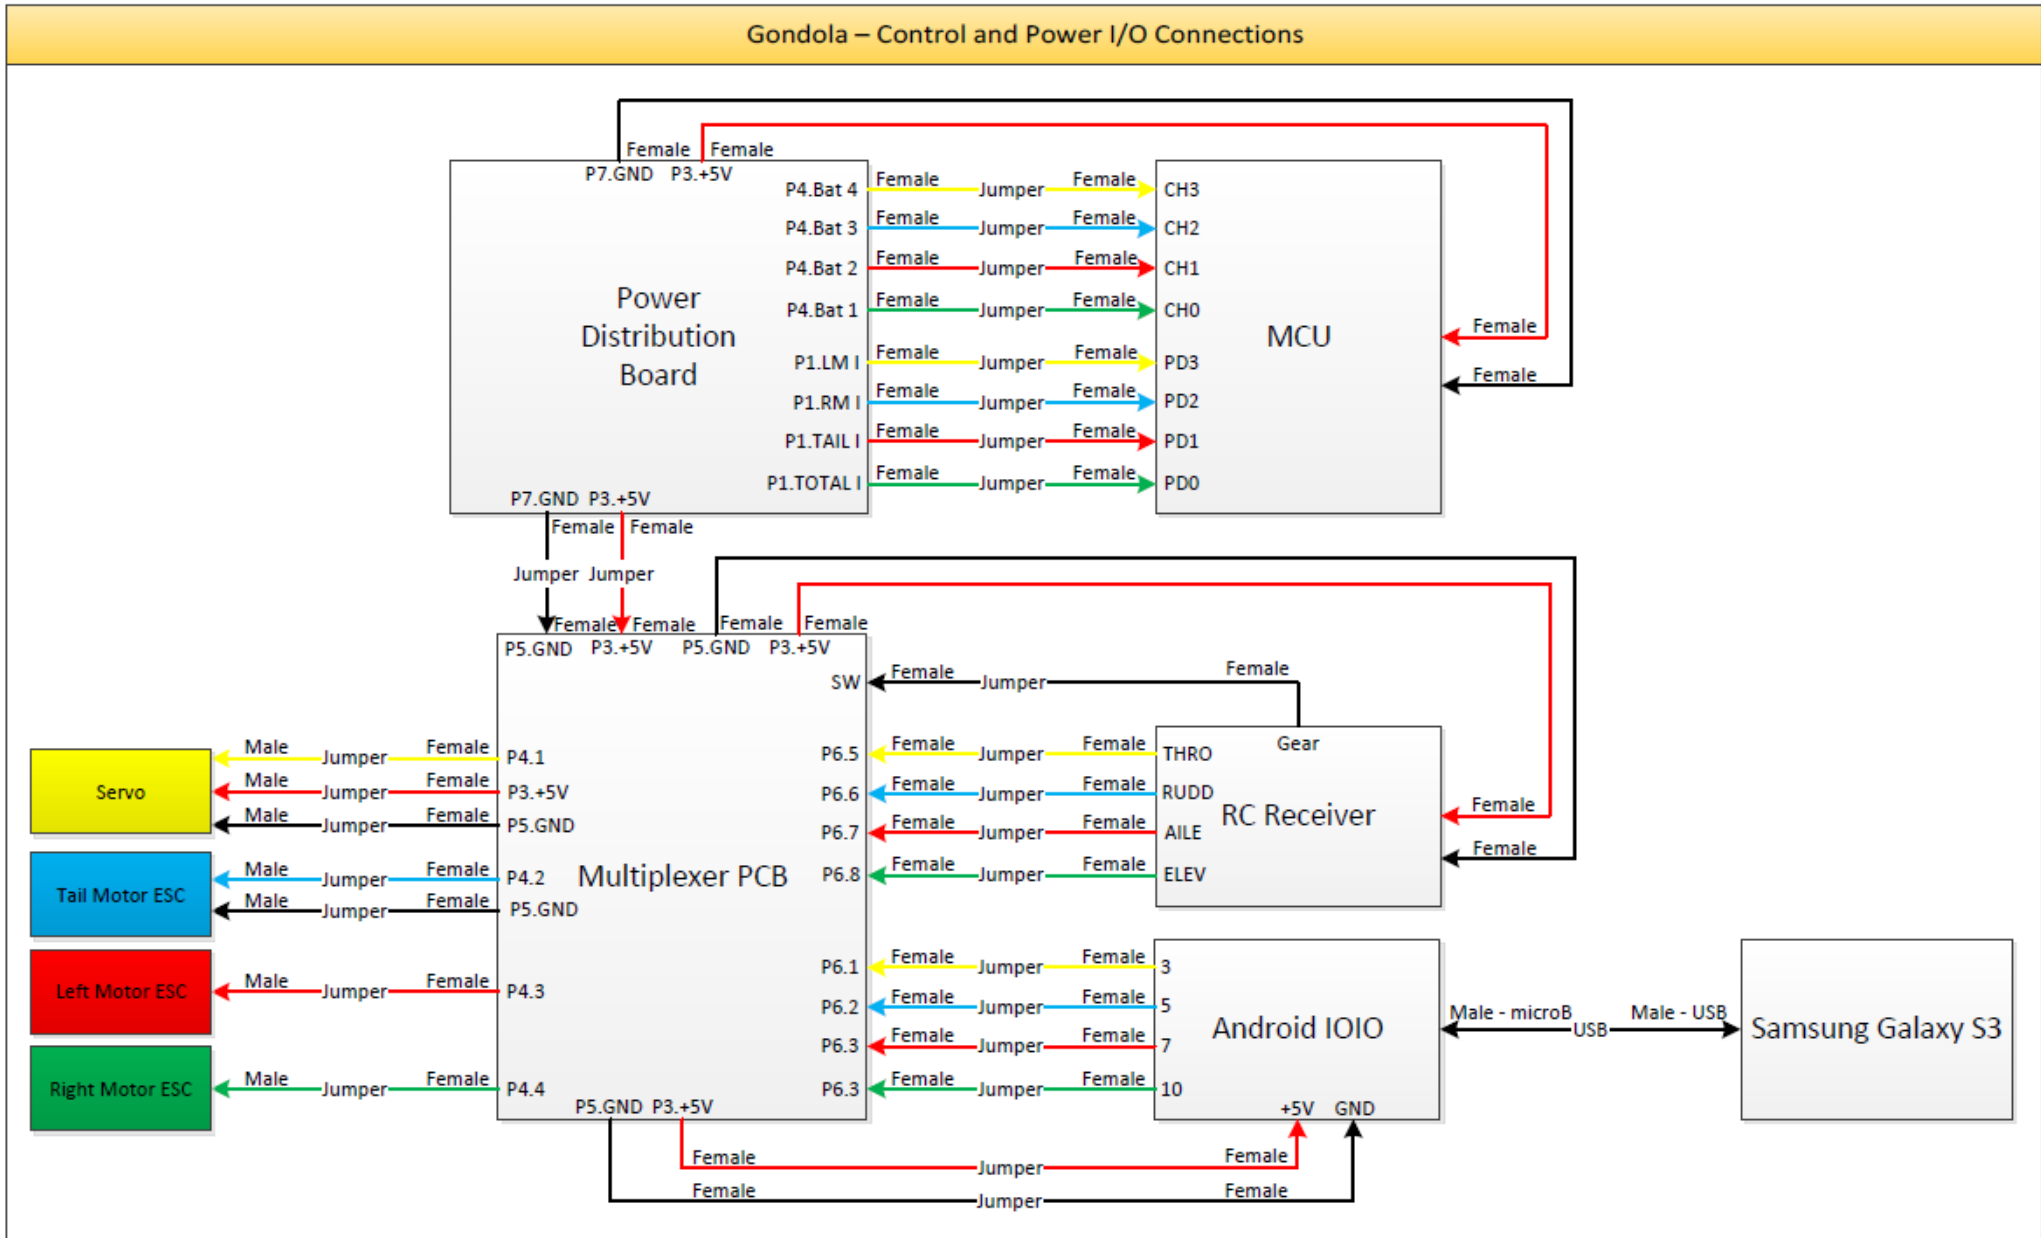 Gondola – Control and Power I/O Connections
Female Female
P7.GND P3.+5V
P4.Bat 4 Female Jumper Female CH3
P4.Bat 3 Female Jumper Female CH2
P4.Bat 2 Female Jumper Female CH1
P4.Bat 1 Female Jumper Female CH0
Power
Distribution
Board
MCU
Female
Female
P1.LM I Female Jumper Female PD3
P1.RM I Female Jumper Female PD2
P1.TAIL I Female Jumper Female PD1
P1.TOTAL I Female Jumper Female PD0
P7.GND P3.+5V
Female Female
Jumper Jumper
Female Female Female Female
P5.GND P3.+5V P5.GND P3.+5V
SW Female Jumper Female
Gear
P6.5 Female Jumper Female THRO
P6.6 Female Jumper Female RUDD
P6.7 Female Jumper Female AILE
P6.8 Female Jumper Female ELEV
RC Receiver
Female
Female
Servo
Male Jumper Female P4.1
Male Jumper Female P3.+5V
Male Jumper Female P5.GND
Multiplexer PCB
Tail Motor ESC
Male Jumper Female P4.2
Male Jumper Female P5.GND
Left Motor ESC Male Jumper Female P4.3
Right Motor ESC Male Jumper Female P4.4
P6.1 Female Jumper Female 3
P6.2 Female Jumper Female 5
P6.3 Female Jumper Female 7
P6.3 Female Jumper Female 10
Android IOIO
Male - microB USB Male - USB
Samsung Galaxy S3
P5.GND P3.+5V
+5V GND
Female Jumper Female
Female Jumper Female